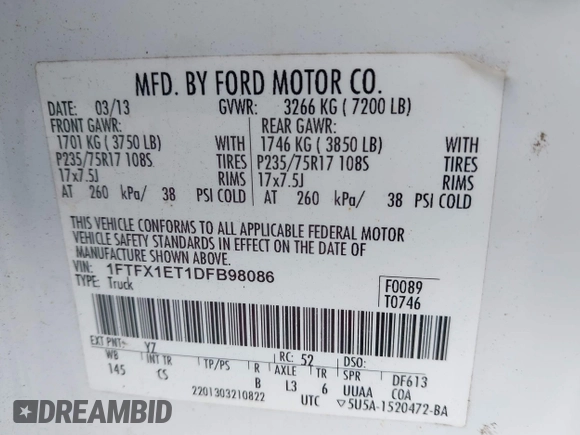 MFD. BY FORD MOTOR CO.
DATE: 03/13 GVWR: 3266 KG ( 7200 LB)
FRONT GAWR: REAR GAWR:
1701 KG ( 3750 LB) WITH 1746 KG ( 3850 LB) WITH
P235/75R17 108S TIRES P235/75R17 108S TIRES
17x7.5J RIMS 17x7.5J RIMS
AT 260 kPa/ 38 PSI COLD AT 260 kPa/ 38 PSI COLD
THIS VEHICLE CONFORMS TO ALL APPLICABLE FEDERAL MOTOR
VEHICLE SAFETY STANDARDS IN EFFECT ON THE DATE OF
MANUFACTURE SHOWN ABOVE.
VIN: 1FTFX1ET1DFB98086 F0089
TYPE: Truck T0746
EXT PNT: YZ RC: 52 DSO:
WB INT TR TP/PS R AXLE TR SPR DF613
145 CS B L3 6 UUAA COA
2201303210822 UTC ▽5U5A-1520472-BA
DREAMBID